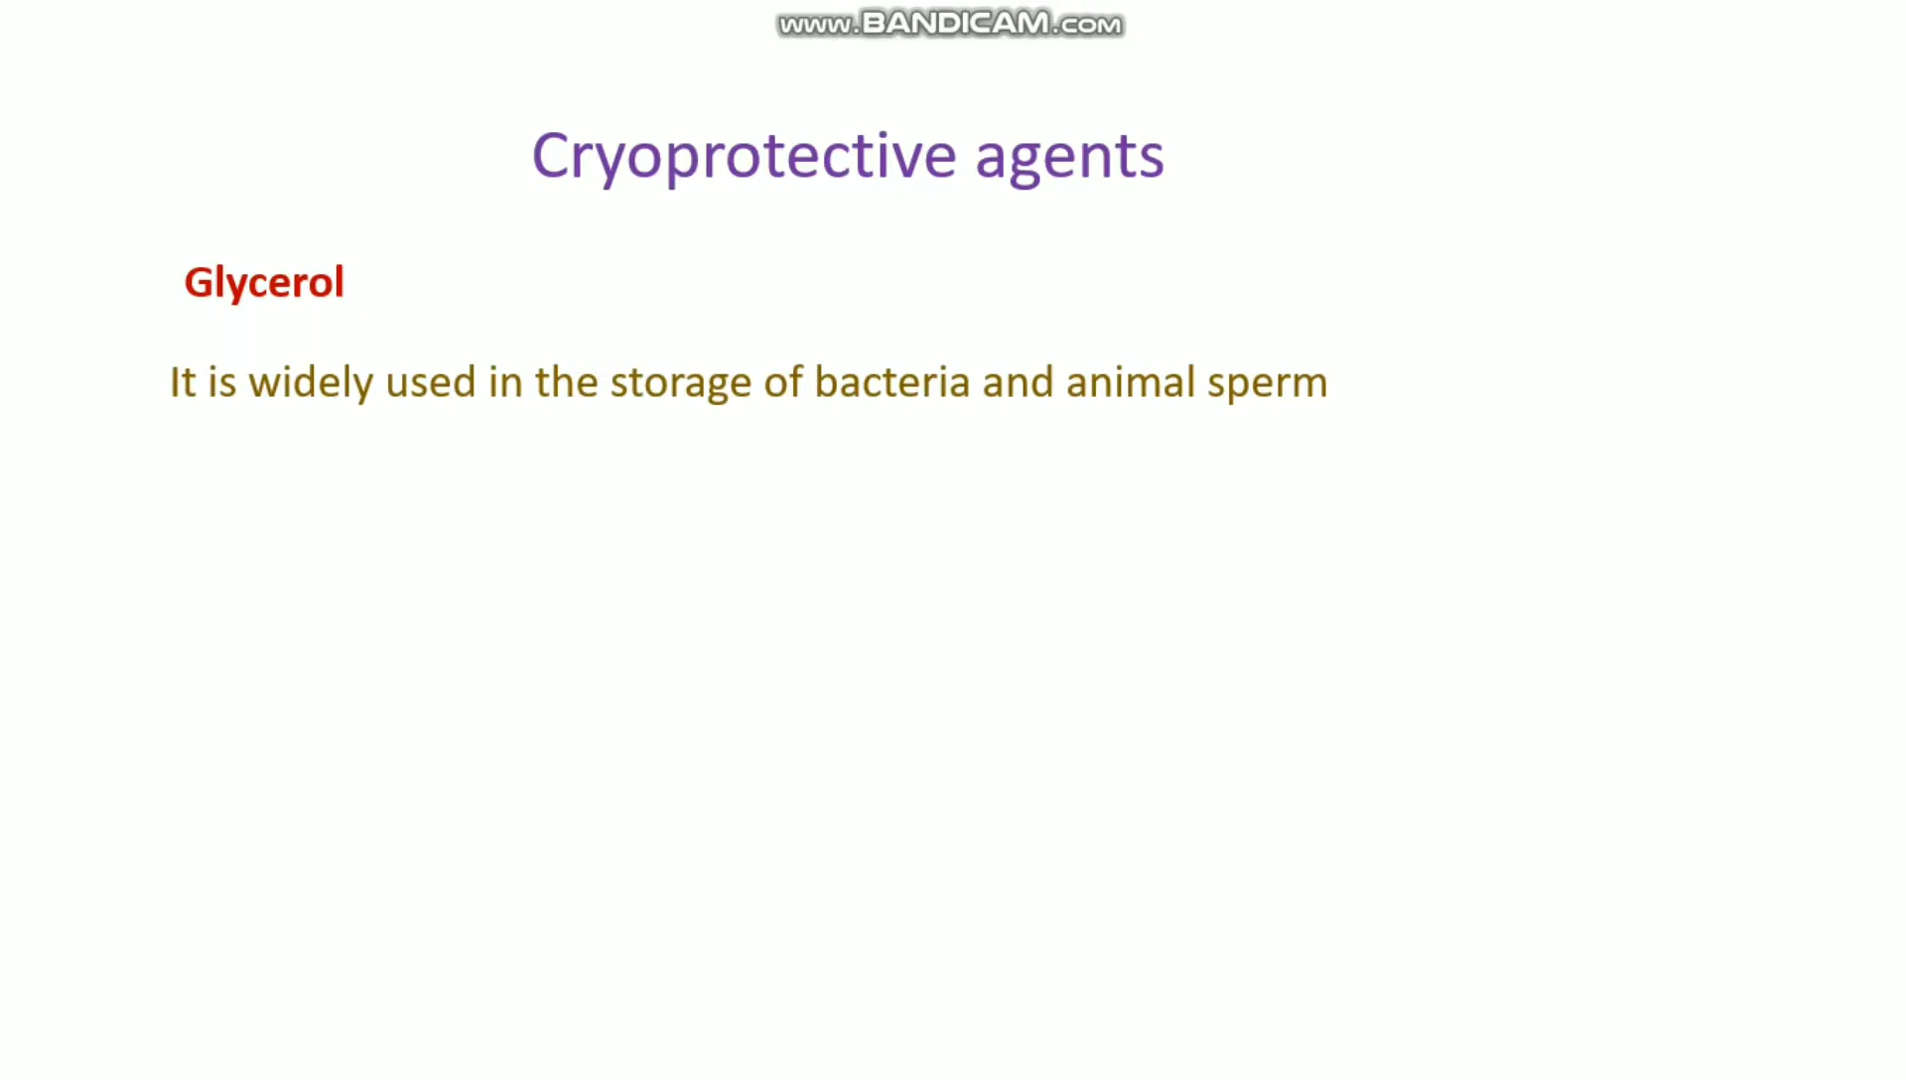 www.BANDICAM.com
Cryoprotective agents
Glycerol
It is widely used in the storage of bacteria and animal sperm